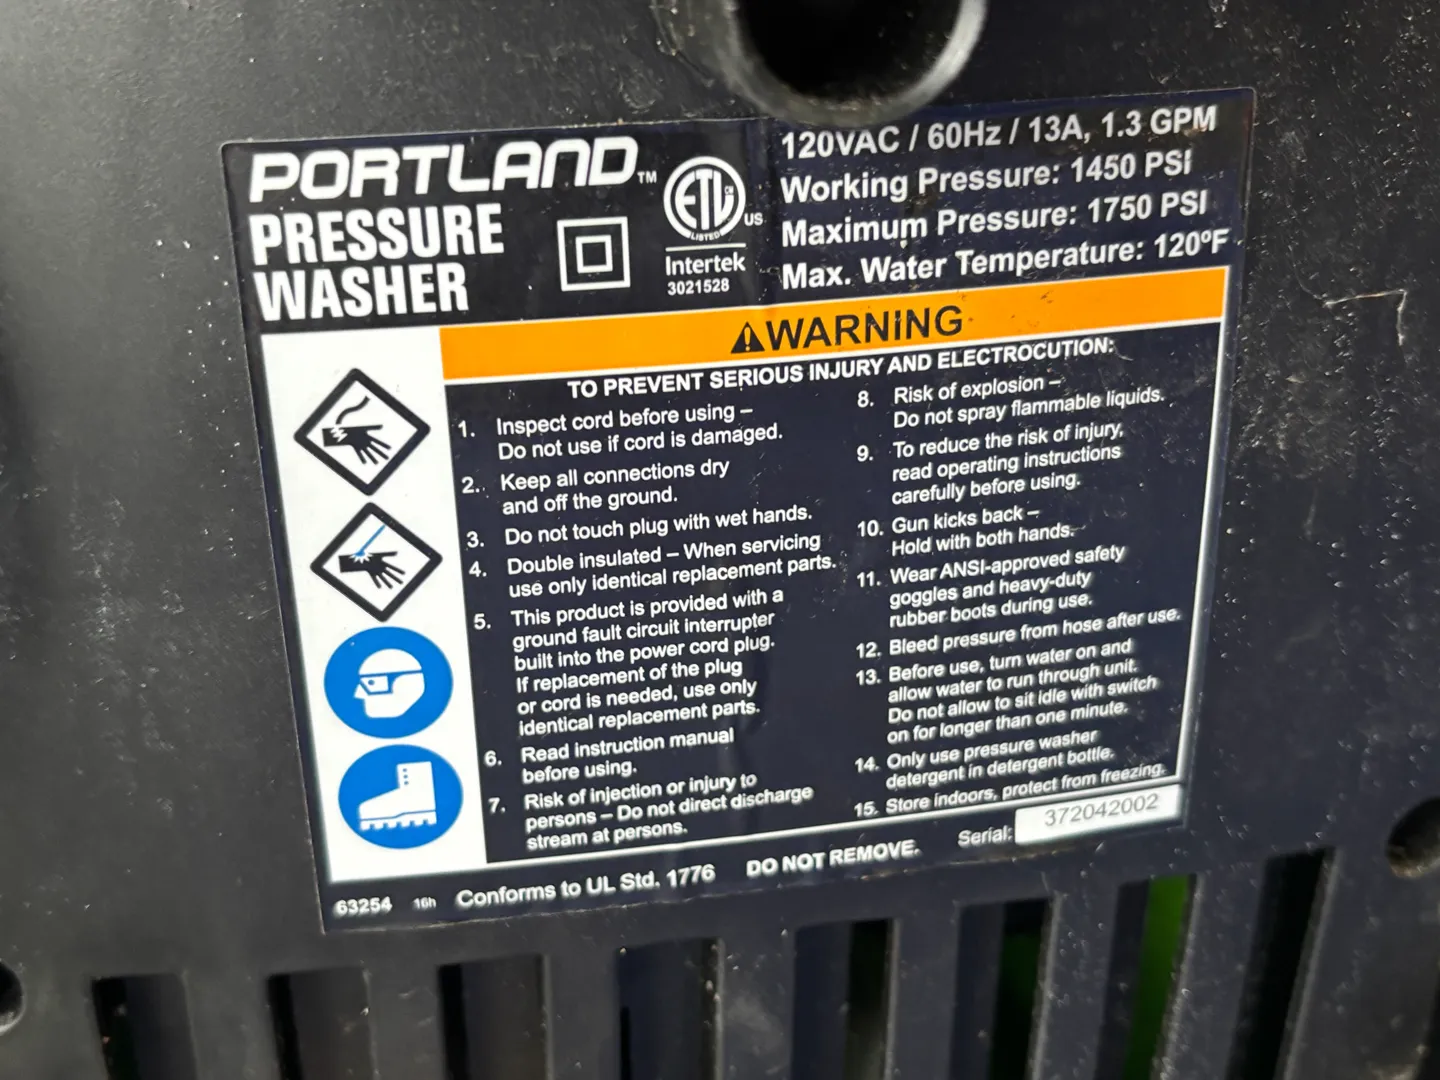 PORTLAND™
PRESSURE
WASHER
ETL CM
LISTED
US
Intertek
3021528
120VAC / 60Hz / 13A, 1.3 GPM
Working Pressure: 1450 PSI
Maximum Pressure: 1750 PSI
Max. Water Temperature: 120ºF
WARNING
TO PREVENT SERIOUS INJURY AND ELECTROCUTION:
1. Inspect cord before using –
Do not use if cord is damaged.
2. Keep all connections dry
and off the ground.
3. Do not touch plug with wet hands.
4. Double insulated – When servicing
use only identical replacement parts.
5. This product is provided with a
ground fault circuit interrupter
built into the power cord plug.
If replacement of the plug
or cord is needed, use only
identical replacement parts.
6. Read instruction manual
before using.
7. Risk of injection or injury to
persons – Do not direct discharge
stream at persons.
8. Risk of explosion –
Do not spray flammable liquids.
9. To reduce the risk of injury,
read operating instructions
carefully before using.
10. Gun kicks back –
Hold with both hands.
11. Wear ANSI-approved safety
goggles and heavy-duty
rubber boots during use.
12. Bleed pressure from hose after use.
13. Before use, turn water on and
allow water to run through unit.
Do not allow to sit idle with switch
on for longer than one minute.
14. Only use pressure washer
detergent in detergent bottle.
15. Store indoors, protect from freezing.
63254 16h Conforms to UL Std. 1776 DO NOT REMOVE. Serial: 372042002